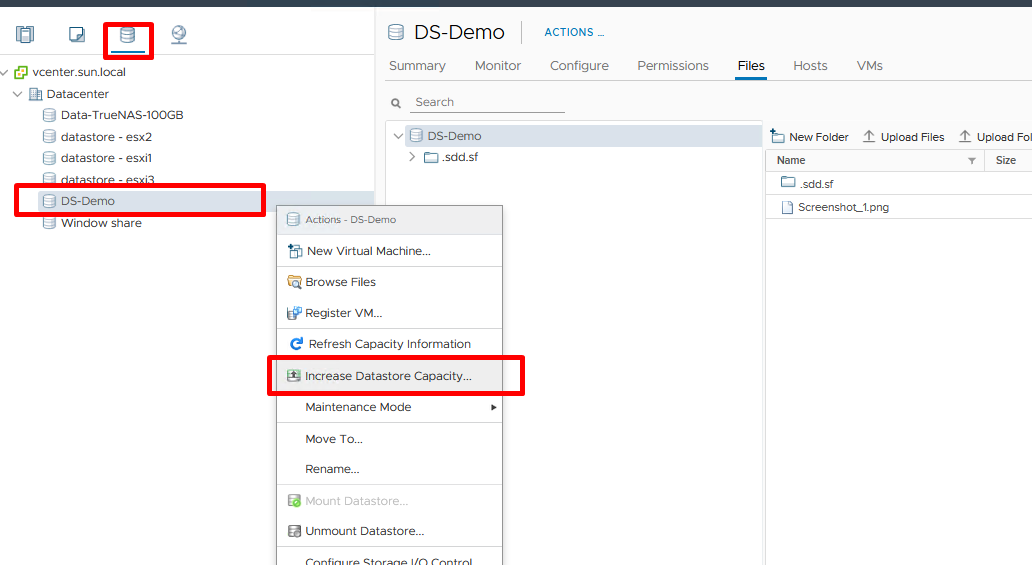 DS-Demo
ACTIONS ...
Summary
Monitor
Configure
Permissions
Files
Hosts
VMs
vcenter.sun.local
Datacenter
Data-TrueNAS-100GB
datastore - esx2
datastore - esxi1
datastore - esxi3
DS-Demo
Window share
Search
DS-Demo
.sdd.sf
New Folder
Upload Files
Upload Fol
Name
Size
.sdd.sf
Screenshot_1.png
Actions - DS-Demo
New Virtual Machine...
Browse Files
Register VM...
Refresh Capacity Information
Increase Datastore Capacity...
Maintenance Mode
Move To...
Rename...
Mount Datastore...
Unmount Datastore...
Configure Storage I/O Control